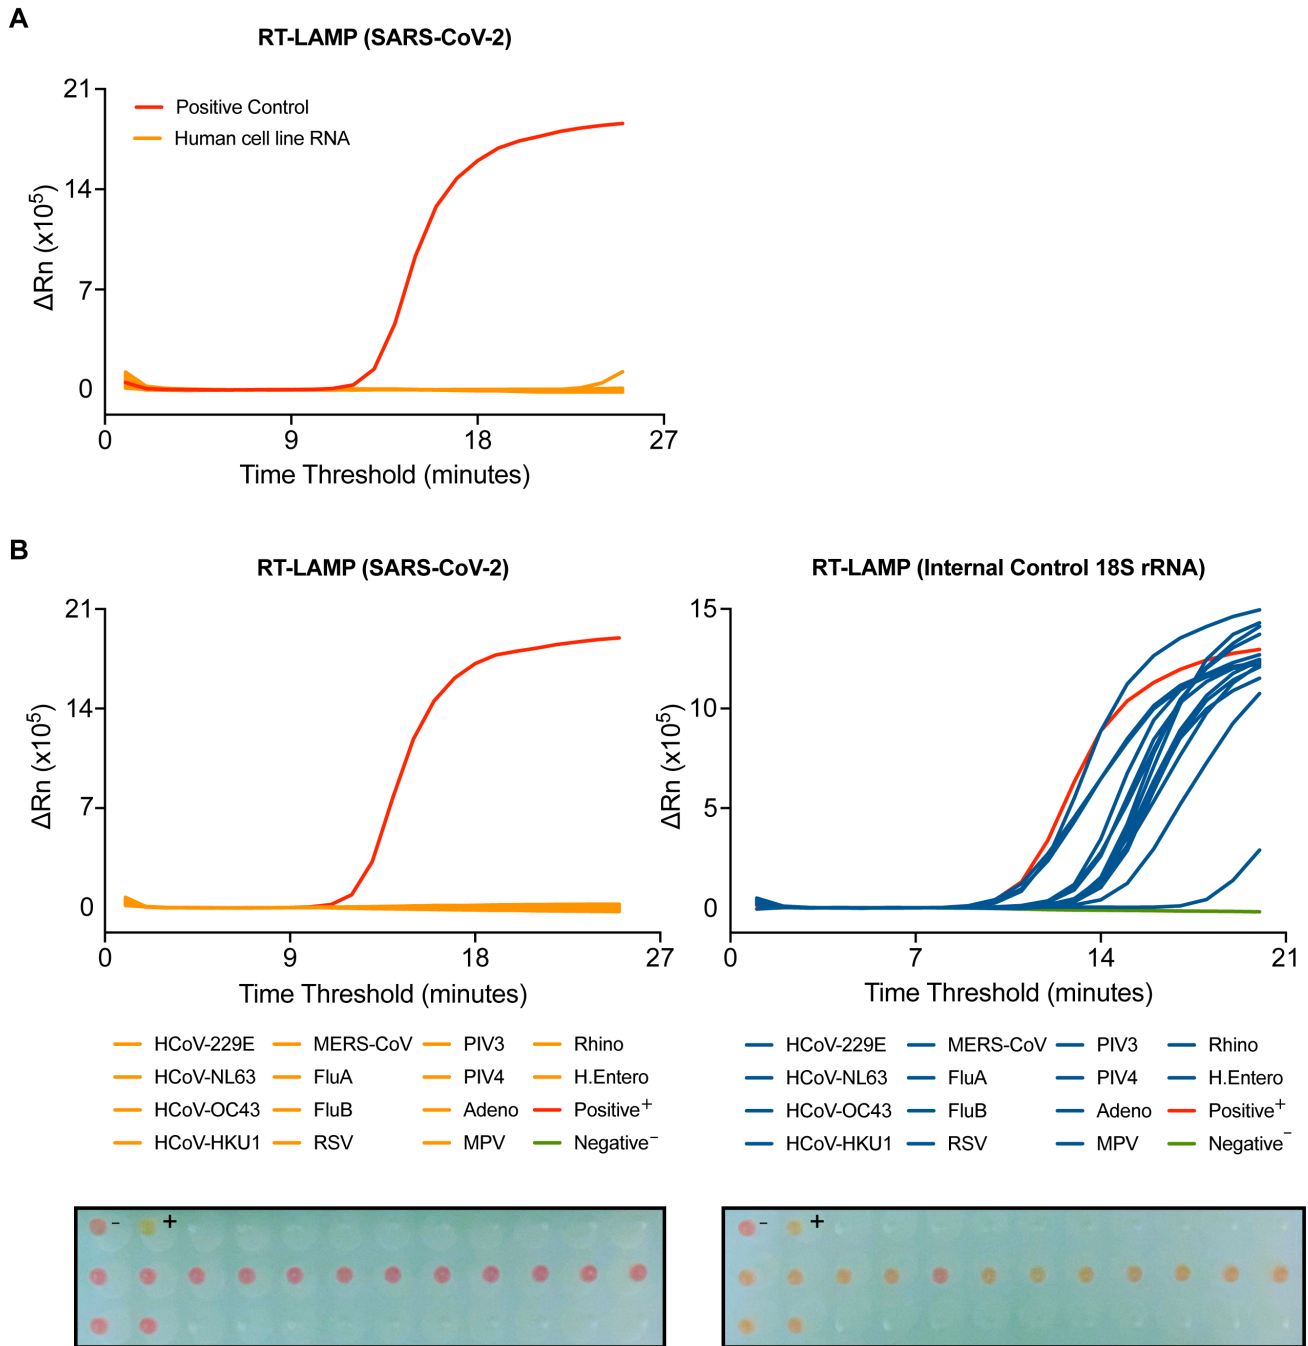 A
RT-LAMP (SARS-CoV-2)
21
14
7
0
ΔRn (x10⁵)
Positive Control
Human cell line RNA
0 9 18 27
Time Threshold (minutes)
B
RT-LAMP (SARS-CoV-2)
21
14
7
0
ΔRn (x10⁵)
0 9 18 27
Time Threshold (minutes)
HCoV-229E MERS-CoV PIV3 Rhino
HCoV-NL63 FluA PIV4 H.Entero
HCoV-OC43 FluB Adeno Positive⁺
HCoV-HKU1 RSV MPV Negative⁻
− +
RT-LAMP (Internal Control 18S rRNA)
15
10
5
0
ΔRn (x10⁵)
0 7 14 21
Time Threshold (minutes)
HCoV-229E MERS-CoV PIV3 Rhino
HCoV-NL63 FluA PIV4 H.Entero
HCoV-OC43 FluB Adeno Positive⁺
HCoV-HKU1 RSV MPV Negative⁻
− +